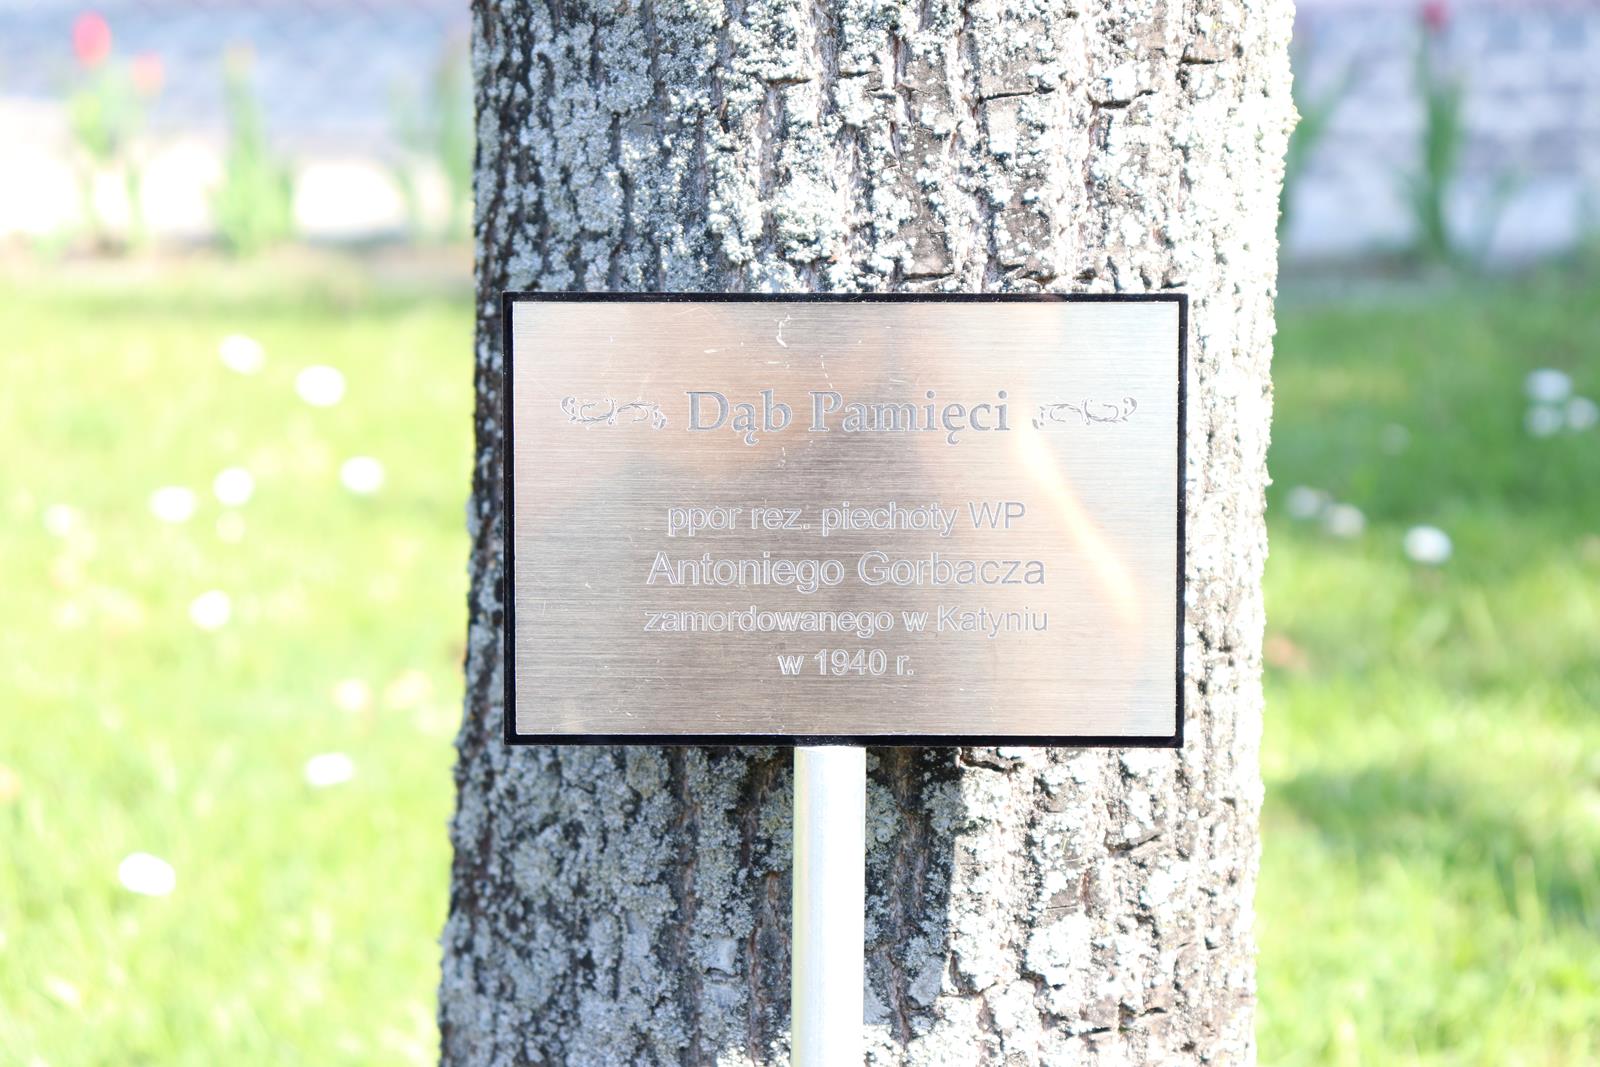 Dąb Pamięci
ppor rez. piechoty WP
Antoniego Gorbacza
zamordowanego w Katyniu
w 1940 r.